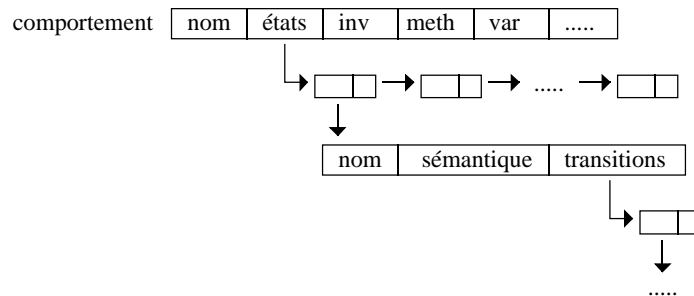 comportement nom états inv meth var .....
.....
nom sémantique transitions
.....